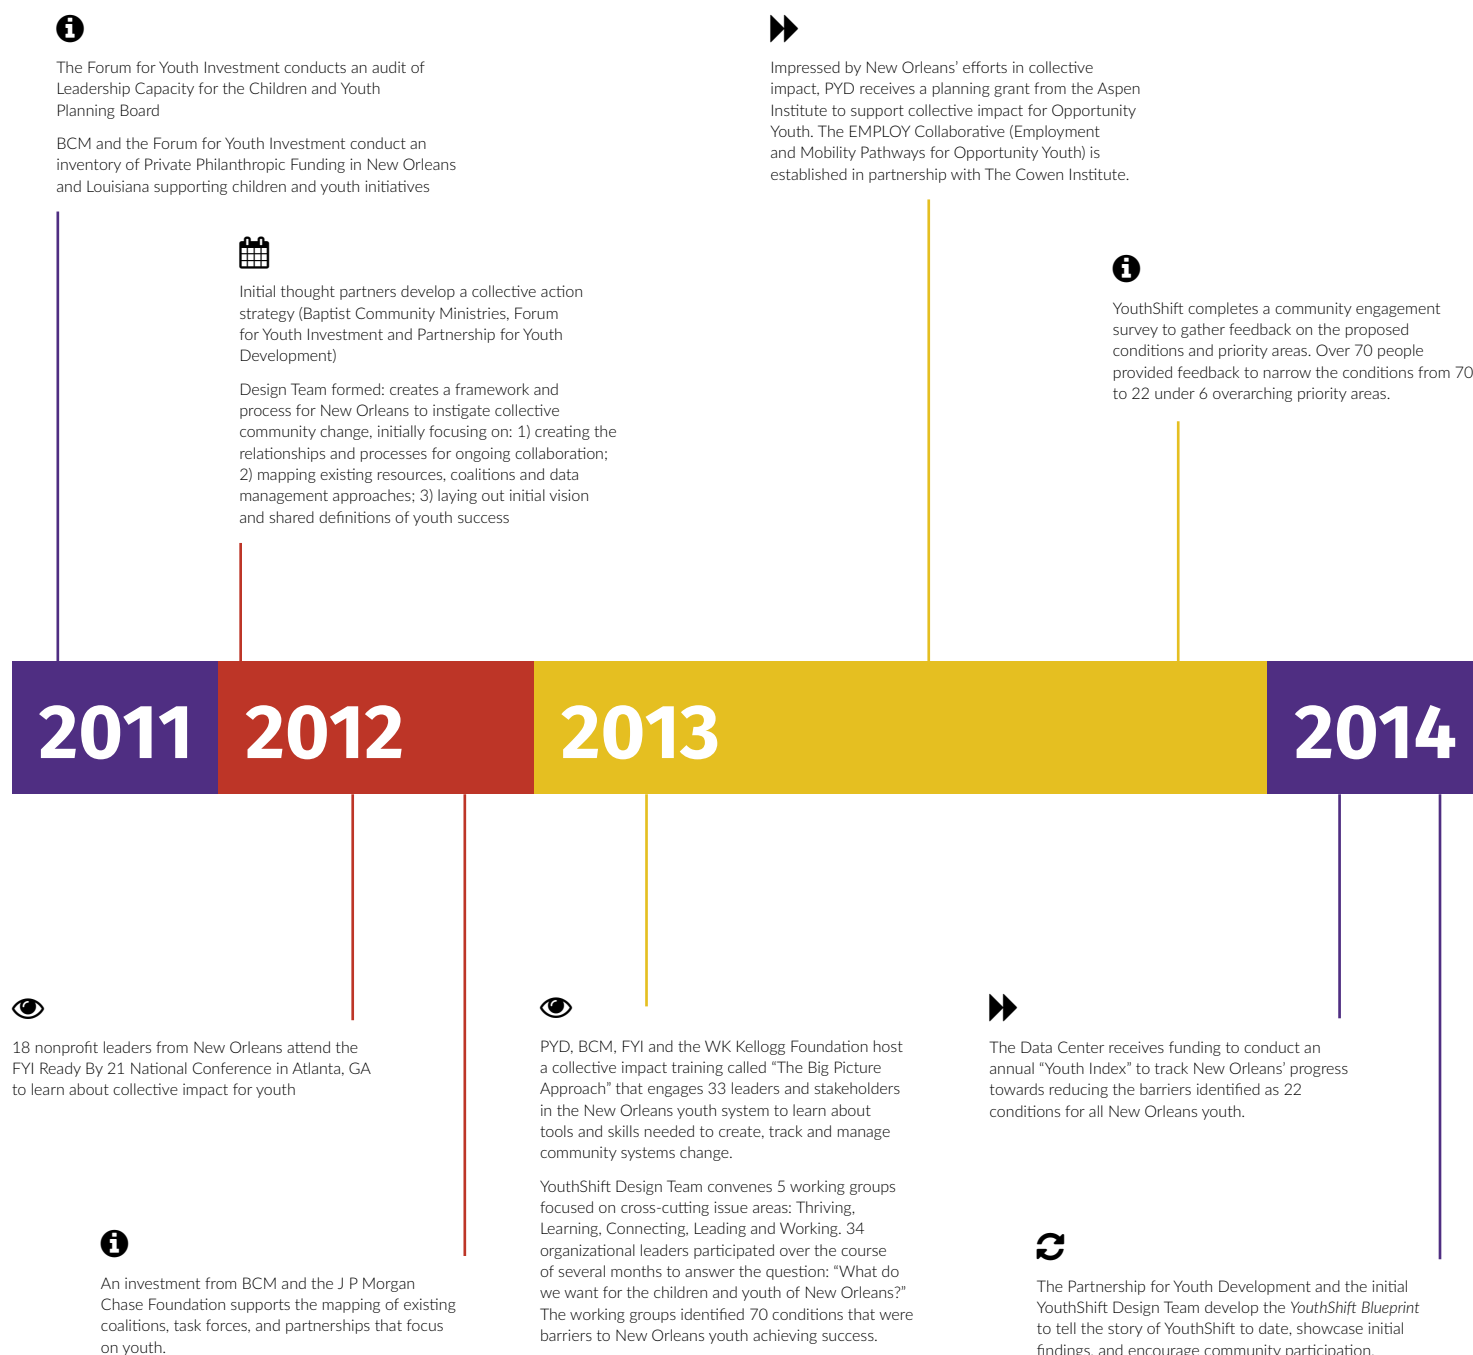 The Forum for Youth Investment conducts an audit of
Leadership Capacity for the Children and Youth
Planning Board
BCM and the Forum for Youth Investment conduct an
inventory of Private Philanthropic Funding in New Orleans
and Louisiana supporting children and youth initiatives
Impressed by New Orleans’ efforts in collective
impact, PYD receives a planning grant from the Aspen
Institute to support collective impact for Opportunity
Youth. The EMPLOY Collaborative (Employment
and Mobility Pathways for Opportunity Youth) is
established in partnership with The Cowen Institute.
Initial thought partners develop a collective action
strategy (Baptist Community Ministries, Forum
for Youth Investment and Partnership for Youth
Development)
Design Team formed: creates a framework and
process for New Orleans to instigate collective
community change, initially focusing on: 1) creating the
relationships and processes for ongoing collaboration;
2) mapping existing resources, coalitions and data
management approaches; 3) laying out initial vision
and shared definitions of youth success
YouthShift completes a community engagement
survey to gather feedback on the proposed
conditions and priority areas. Over 70 people
provided feedback to narrow the conditions from 70
to 22 under 6 overarching priority areas.
2011
2012
2013
2014
18 nonprofit leaders from New Orleans attend the
FYI Ready By 21 National Conference in Atlanta, GA
to learn about collective impact for youth
An investment from BCM and the J P Morgan
Chase Foundation supports the mapping of existing
coalitions, task forces, and partnerships that focus
on youth.
PYD, BCM, FYI and the WK Kellogg Foundation host
a collective impact training called “The Big Picture
Approach” that engages 33 leaders and stakeholders
in the New Orleans youth system to learn about
tools and skills needed to create, track and manage
community systems change.
YouthShift Design Team convenes 5 working groups
focused on cross-cutting issue areas: Thriving,
Learning, Connecting, Leading and Working. 34
organizational leaders participated over the course
of several months to answer the question: “What do
we want for the children and youth of New Orleans?”
The working groups identified 70 conditions that were
barriers to New Orleans youth achieving success.
The Data Center receives funding to conduct an
annual “Youth Index” to track New Orleans’ progress
towards reducing the barriers identified as 22
conditions for all New Orleans youth.
The Partnership for Youth Development and the initial
YouthShift Design Team develop the YouthShift Blueprint
to tell the story of YouthShift to date, showcase initial
findings, and encourage community participation.